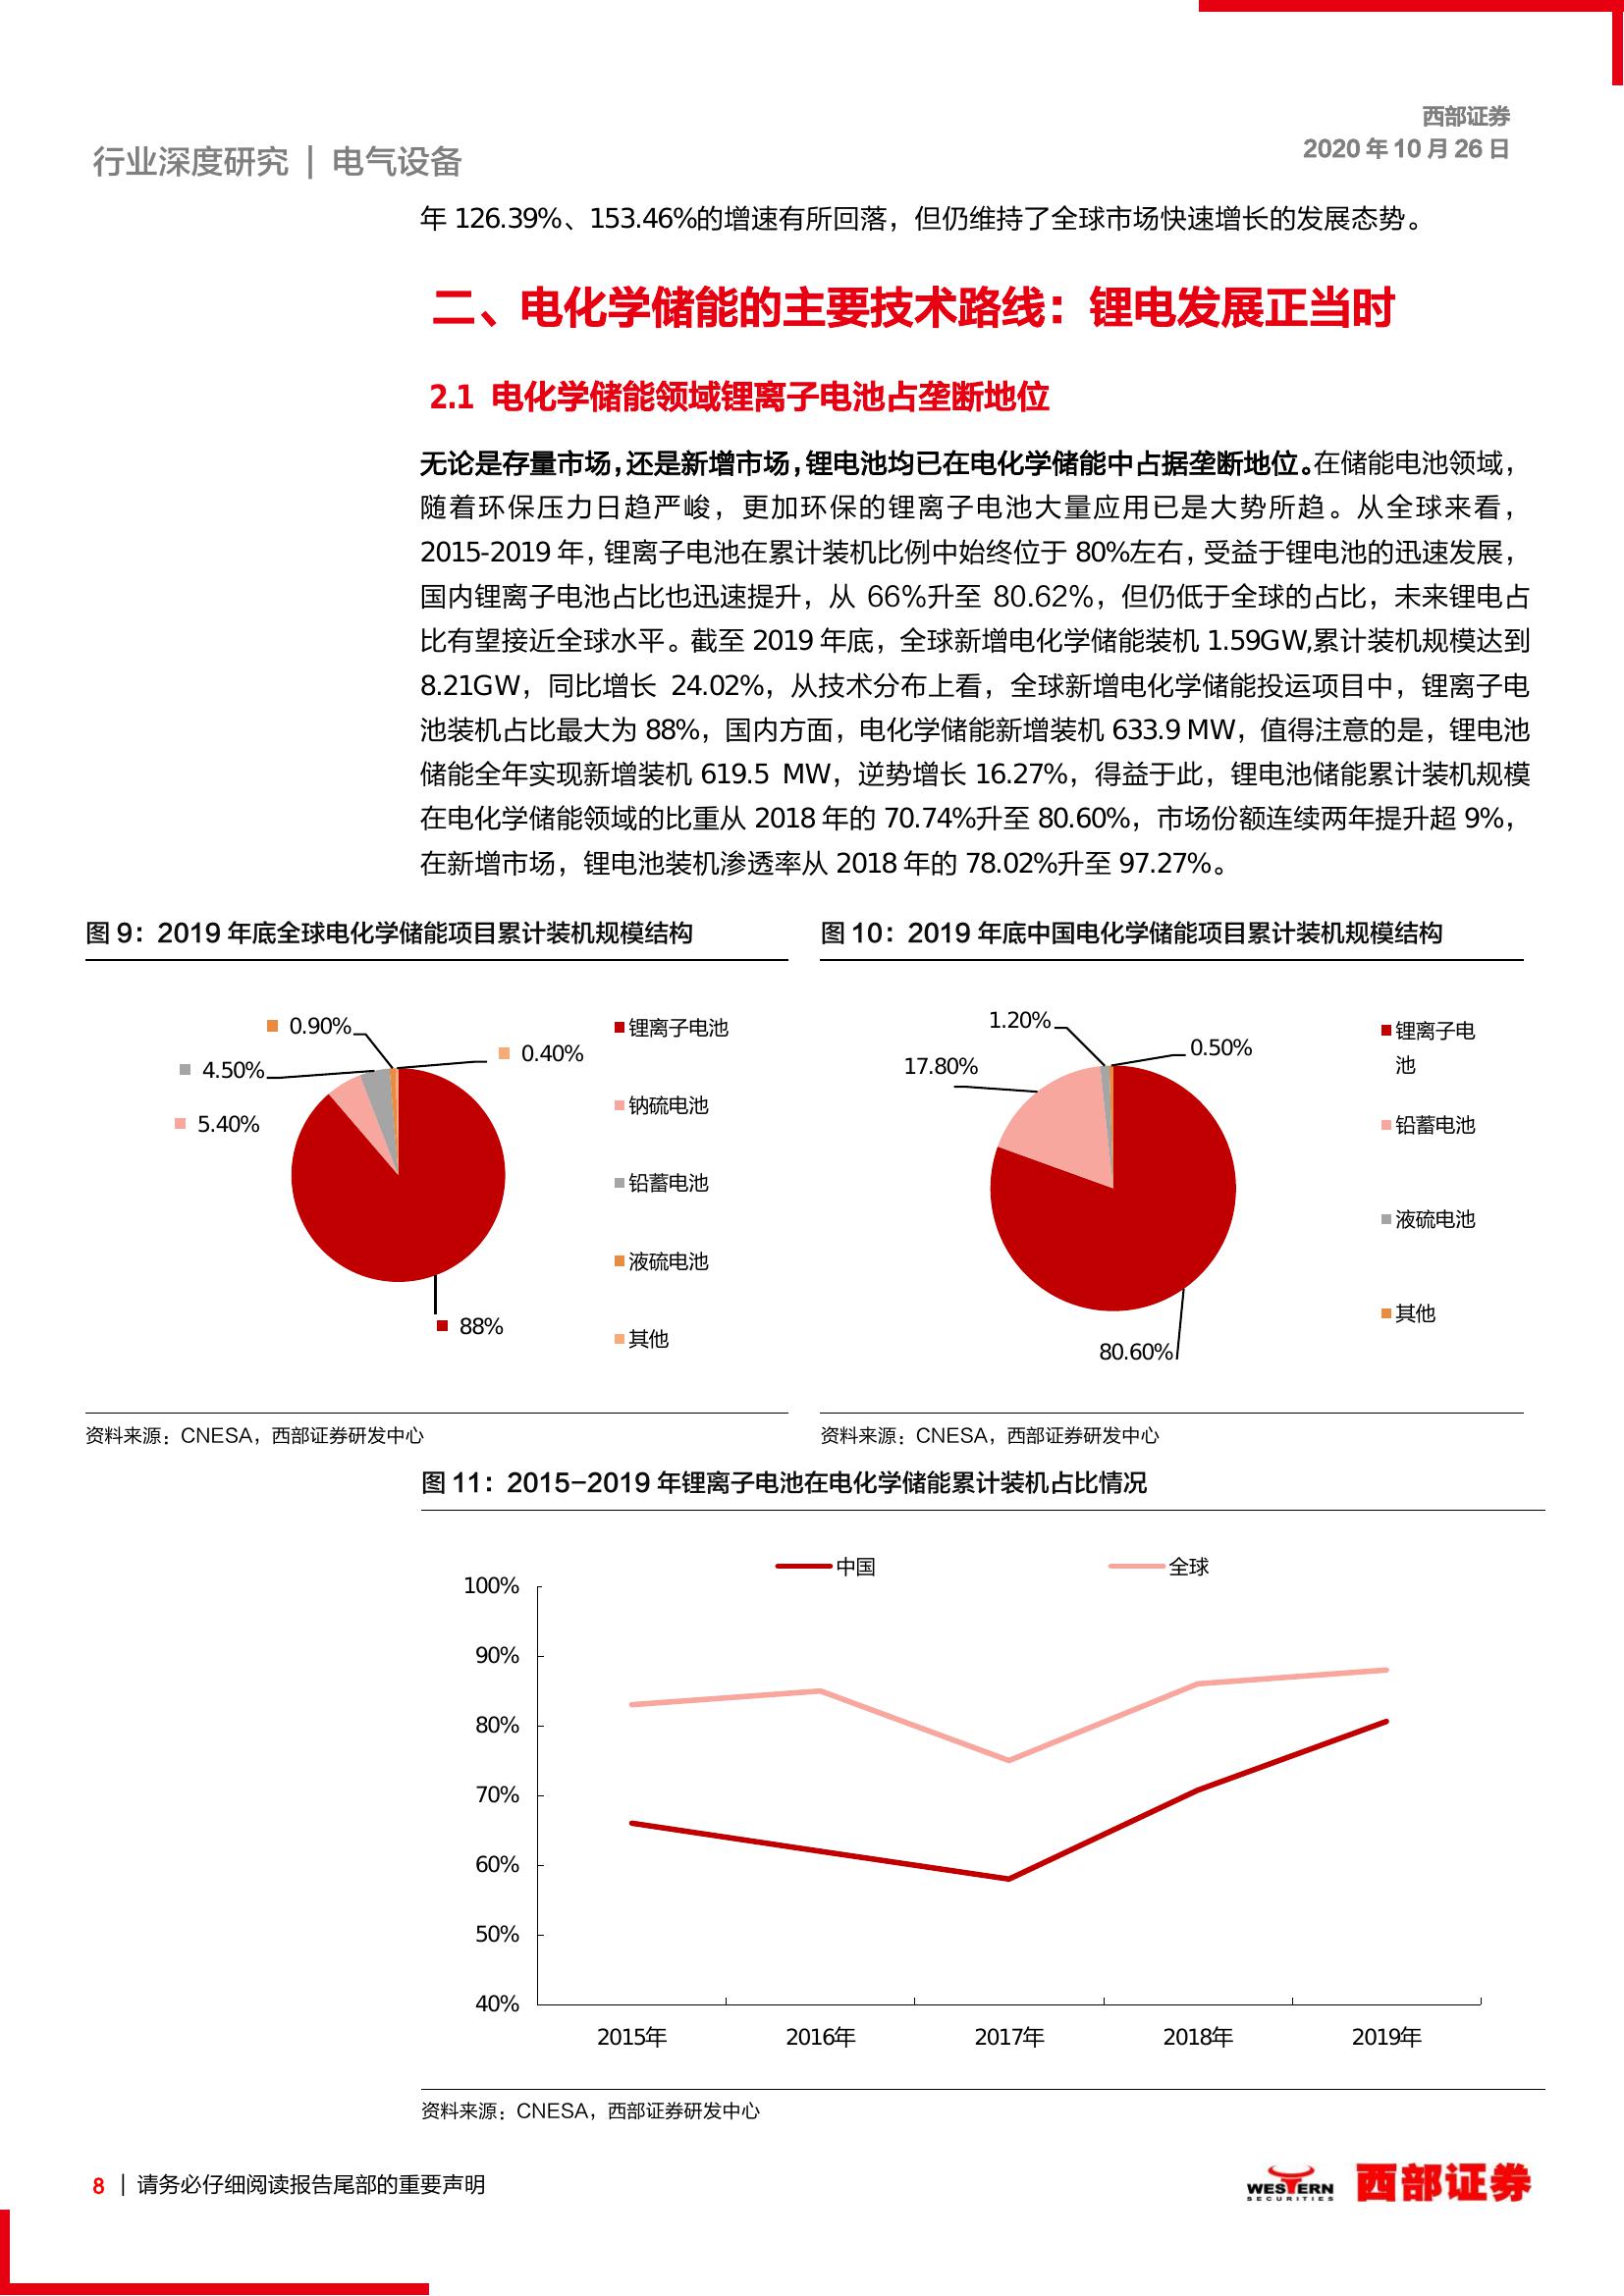 西部证券
2020 年 10 月 26 日
行业深度研究 | 电气设备
年 126.39%、153.46%的增速有所回落，但仍维持了全球市场快速增长的发展态势。
二、电化学储能的主要技术路线：锂电发展正当时
2.1 电化学储能领域锂离子电池占垄断地位
无论是存量市场，还是新增市场，锂电池均已在电化学储能中占据垄断地位。在储能电池领域，
随着环保压力日趋严峻，更加环保的锂离子电池大量应用已是大势所趋。从全球来看，
2015-2019 年，锂离子电池在累计装机比例中始终位于 80%左右，受益于锂电池的迅速发展，
国内锂离子电池占比也迅速提升，从 66%升至 80.62%，但仍低于全球的占比，未来锂电占
比有望接近全球水平。截至 2019 年底，全球新增电化学储能装机 1.59GW,累计装机规模达到
8.21GW，同比增长 24.02%，从技术分布上看，全球新增电化学储能投运项目中，锂离子电
池装机占比最大为 88%，国内方面，电化学储能新增装机 633.9 MW，值得注意的是，锂电池
储能全年实现新增装机 619.5 MW，逆势增长 16.27%，得益于此，锂电池储能累计装机规模
在电化学储能领域的比重从 2018 年的 70.74%升至 80.60%，市场份额连续两年提升超 9%，
在新增市场，锂电池装机渗透率从 2018 年的 78.02%升至 97.27%。
图 9：2019 年底全球电化学储能项目累计装机规模结构
0.90%
0.40%
4.50%
5.40%
88%
锂离子电池
钠硫电池
铅蓄电池
液硫电池
其他
资料来源：CNESA，西部证券研发中心
图 10：2019 年底中国电化学储能项目累计装机规模结构
1.20%
0.50%
17.80%
80.60%
锂离子电
池
铅蓄电池
液硫电池
其他
资料来源：CNESA，西部证券研发中心
图 11：2015-2019 年锂离子电池在电化学储能累计装机占比情况
中国
全球
100%
90%
80%
70%
60%
50%
40%
2015年
2016年
2017年
2018年
2019年
资料来源：CNESA，西部证券研发中心
8 | 请务必仔细阅读报告尾部的重要声明
WESTERN
SECURITIES
西部证券